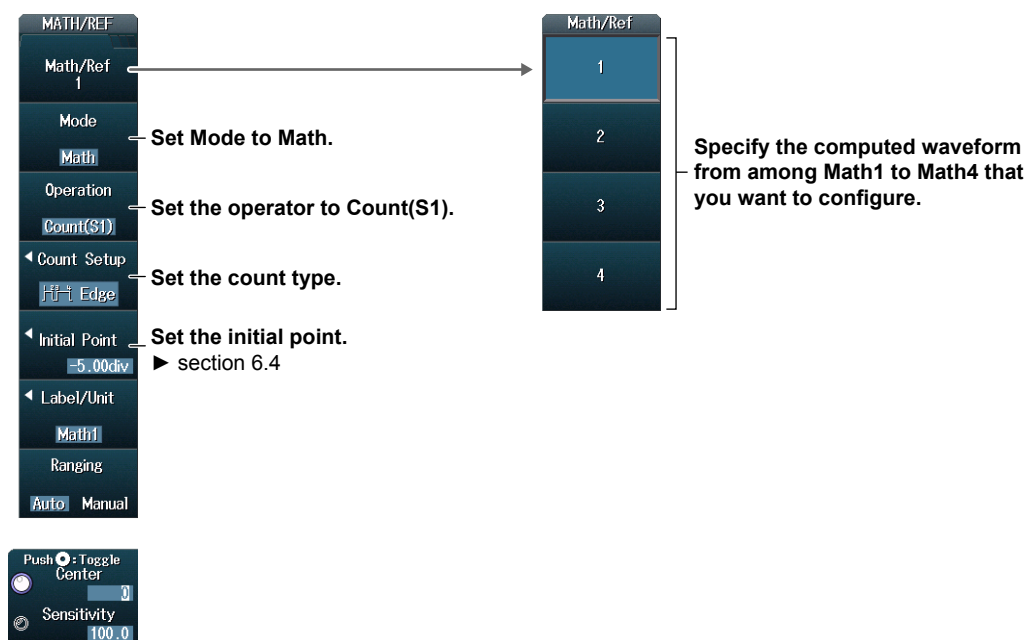 MATH/REF
Math/Ref
1
Mode
Math
Set Mode to Math.
Operation
Count(S1)
Set the operator to Count(S1).
Count Setup
Edge
Set the count type.
Initial Point
-5.00div
Set the initial point.
► section 6.4
Label/Unit
Math1
Ranging
Auto Manual
Push :Toggle
Center
0
Sensitivity
100.0
Math/Ref
1
2
3
4
Specify the computed waveform
from among Math1 to Math4 that
you want to configure.